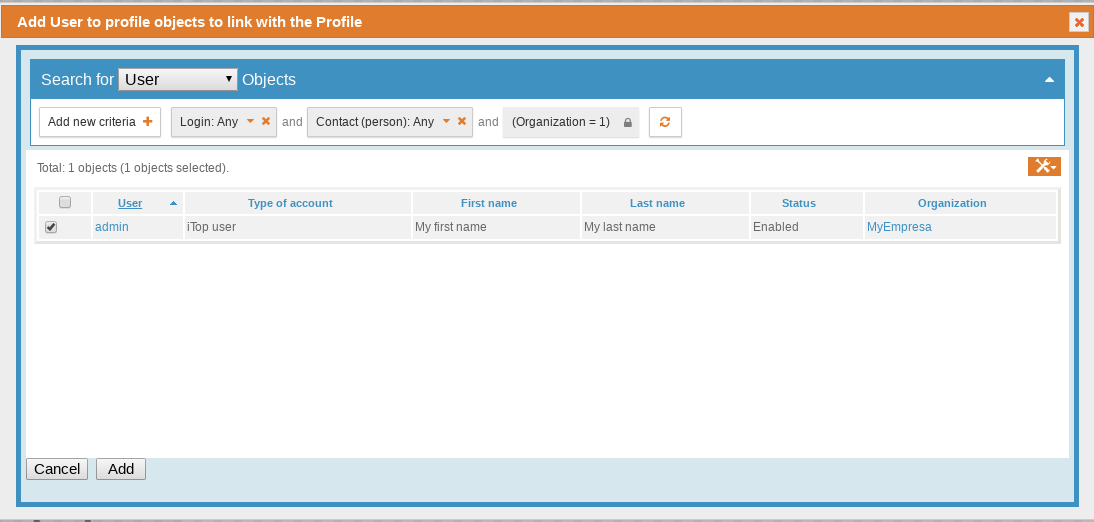 Add User to profile objects to link with the Profile
Search for User Objects
Add new criteria Login: Any and Contact (person): Any and (Organization = 1)
Total: 1 objects (1 objects selected).
User Type of account First name Last name Status Organization
admin iTop user My first name My last name Enabled MyEmpresa
Cancel Add